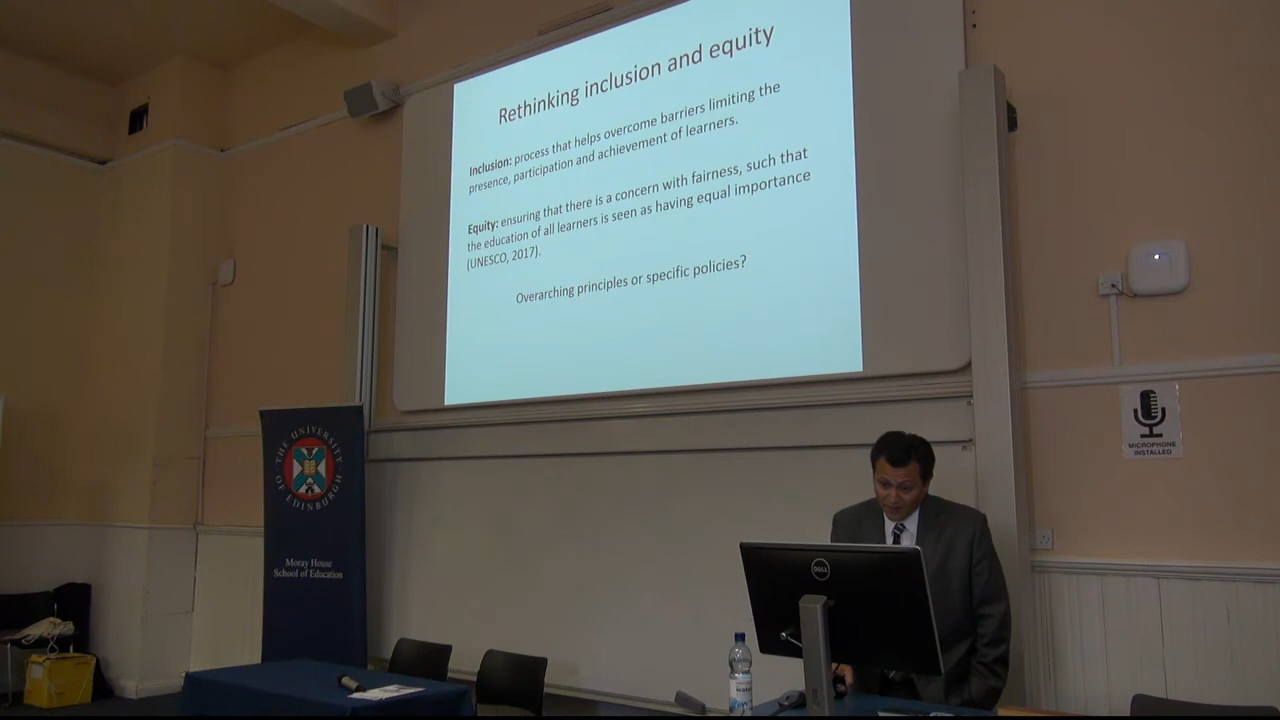 Rethinking inclusion and equity
Inclusion: process that helps overcome barriers limiting the
presence, participation and achievement of learners.
Equity: ensuring that there is a concern with fairness, such that
the education of all learners is seen as having equal importance
(UNESCO, 2017).
Overarching principles or specific policies?
THE UNIVERSITY
OF EDINBURGH
Moray House
School of Education
MICROPHONE
INSTALLED
DELL
water